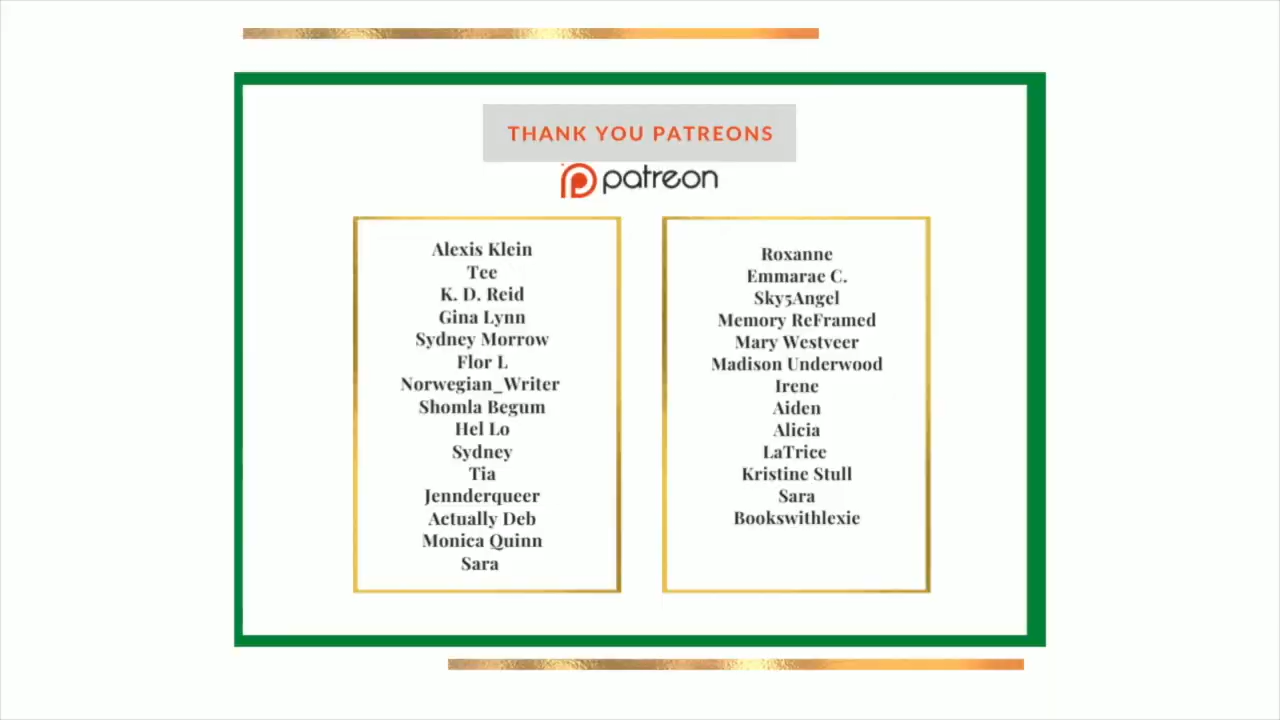 THANK YOU PATREONS
patreon
Alexis Klein
Tee
K. D. Reid
Gina Lynn
Sydney Morrow
Flor L
Norwegian_Writer
Shomla Begum
Hel Lo
Sydney
Tia
Jennderqueer
Actually Deb
Monica Quinn
Sara
Roxanne
Emmarae C.
Sky5Angel
Memory ReFramed
Mary Westveer
Madison Underwood
Irene
Aiden
Alicia
LaTrice
Kristine Stull
Sara
Bookswithlexie